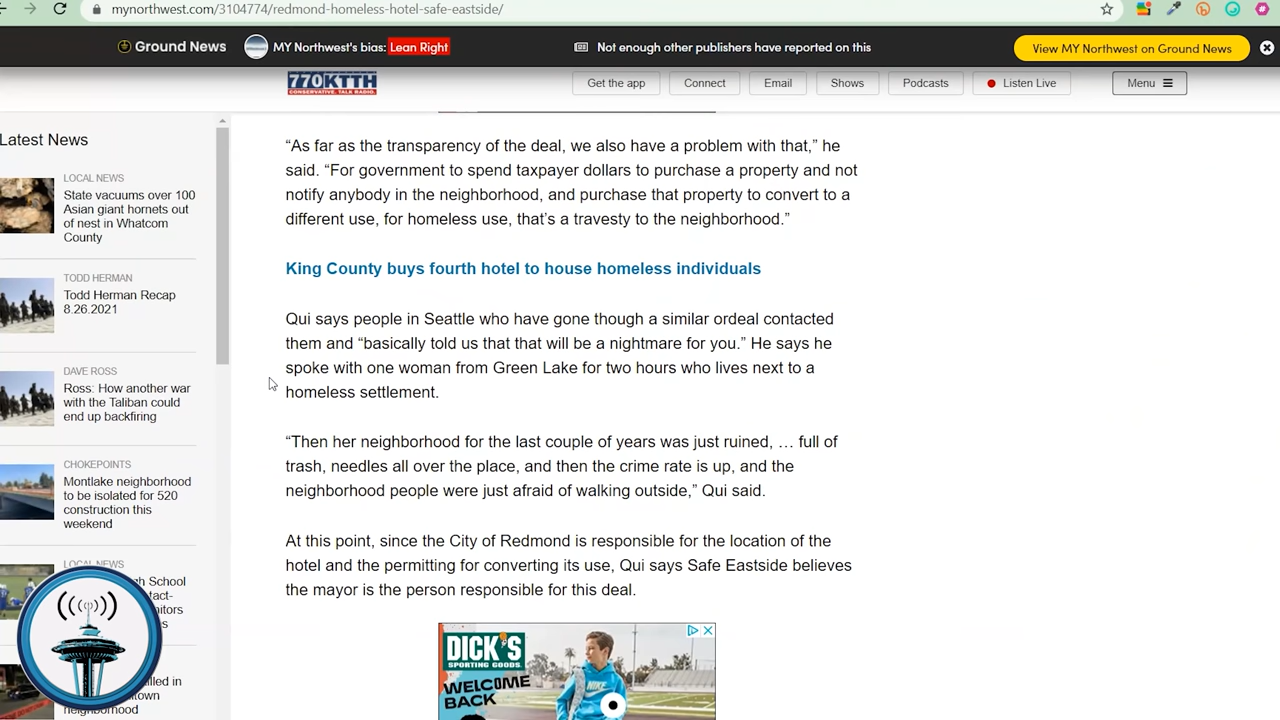 mynorthwest.com/3104774/redmond-homeless-hotel-safe-eastside/
Ground News
MY Northwest's bias: Lean Right
Not enough other publishers have reported on this
View MY Northwest on Ground News
770KTTH
CONSERVATIVE. TALK RADIO.
Get the app
Connect
Email
Shows
Podcasts
Listen Live
Menu
Latest News
LOCAL NEWS
State vacuums over 100
Asian giant hornets out
of nest in Whatcom
County
TODD HERMAN
Todd Herman Recap
8.26.2021
DAVE ROSS
Ross: How another war
with the Taliban could
end up backfiring
CHOKEPOINTS
Montlake neighborhood
to be isolated for 520
construction this
weekend
LOCAL NEWS
School
“As far as the transparency of the deal, we also have a problem with that,” he
said. “For government to spend taxpayer dollars to purchase a property and not
notify anybody in the neighborhood, and purchase that property to convert to a
different use, for homeless use, that’s a travesty to the neighborhood.”
King County buys fourth hotel to house homeless individuals
Qui says people in Seattle who have gone though a similar ordeal contacted
them and “basically told us that that will be a nightmare for you.” He says he
spoke with one woman from Green Lake for two hours who lives next to a
homeless settlement.
“Then her neighborhood for the last couple of years was just ruined, … full of
trash, needles all over the place, and then the crime rate is up, and the
neighborhood people were just afraid of walking outside,” Qui said.
At this point, since the City of Redmond is responsible for the location of the
hotel and the permitting for converting its use, Qui says Safe Eastside believes
the mayor is the person responsible for this deal.
DICK'S
SPORTING GOODS
WELCOME
BACK
NIKE